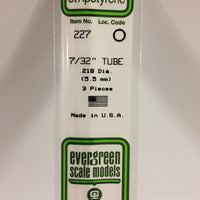 stripstyrene
Item No. Loc. Code
227
7/32" TUBE
.218 Dia.
(5.5 mm)
3 Pieces
Made In U.S.A.
evergreen
scale models